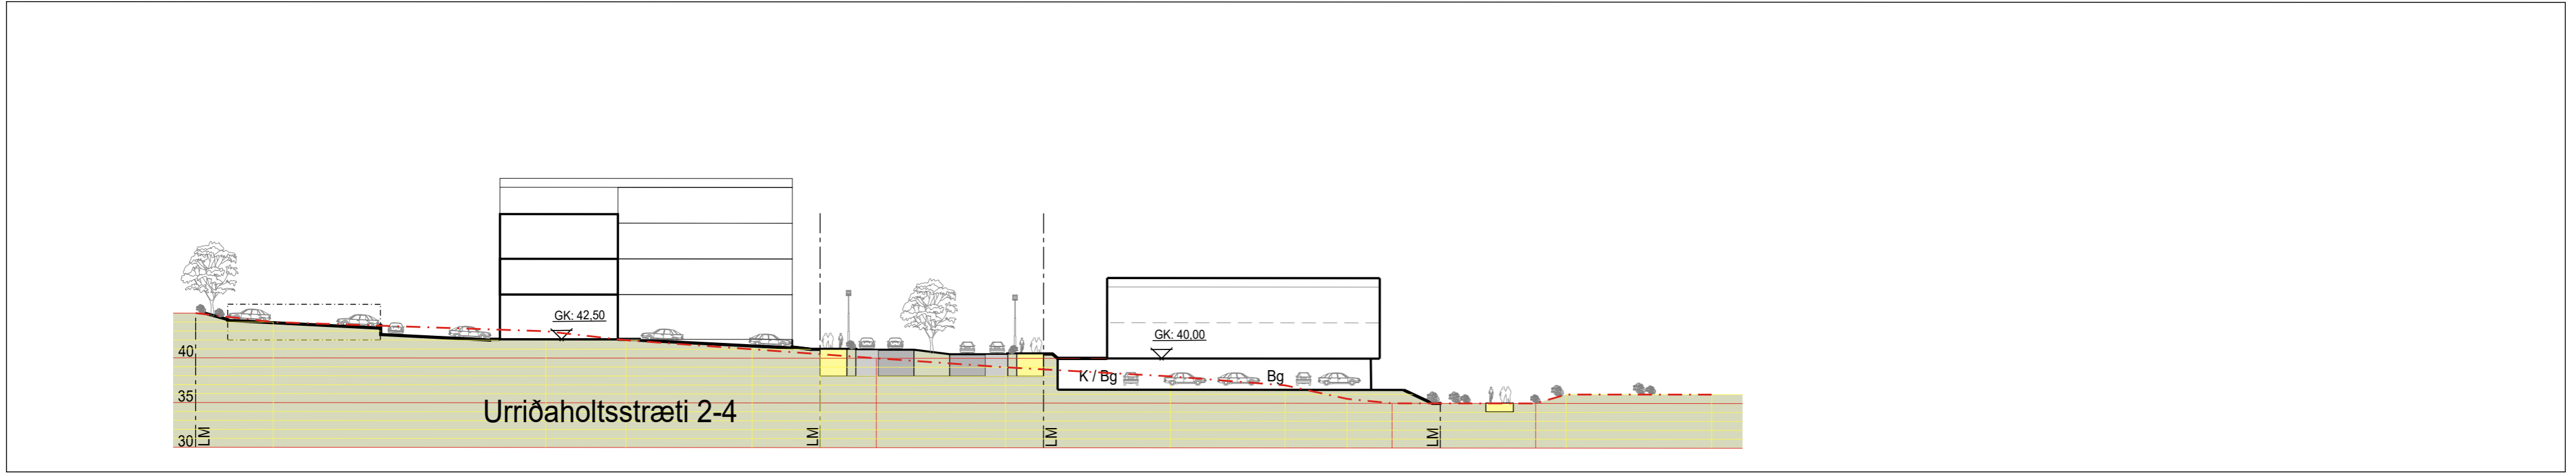 GK: 42,50
GK: 40,00
40
K / Bg
Bg
35
Urriðaholtsstræti 2-4
30
LM
LM
LM
LM